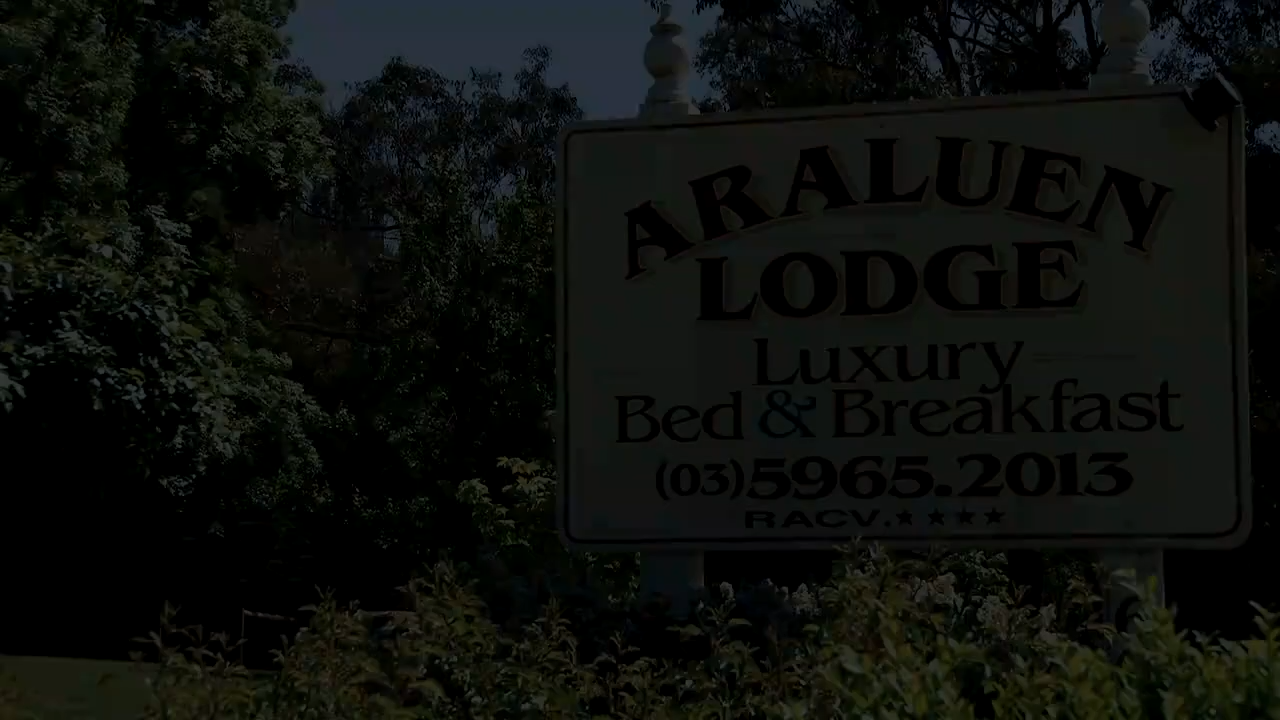 ARALUEN
LODGE
Luxury
Bed & Breakfast
(03)5965.2013
RACV.★★★★